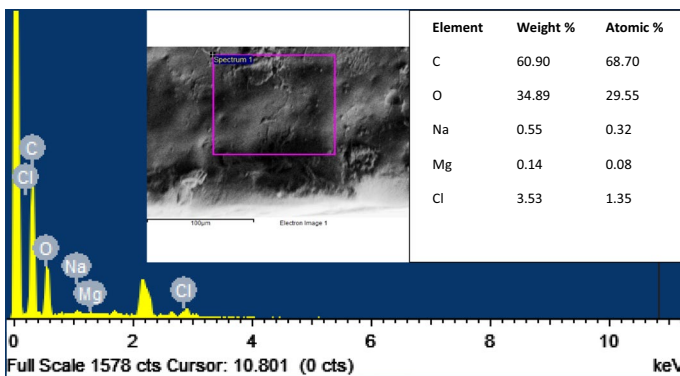 Spectrum 1
100µm Electron Image 1
Element Weight % Atomic %
C 60.90 68.70
O 34.89 29.55
Na 0.55 0.32
Mg 0.14 0.08
Cl 3.53 1.35
C
Cl
O
Na
Mg
Cl
0 2 4 6 8 10
Full Scale 1578 cts Cursor: 10.801 (0 cts) keV